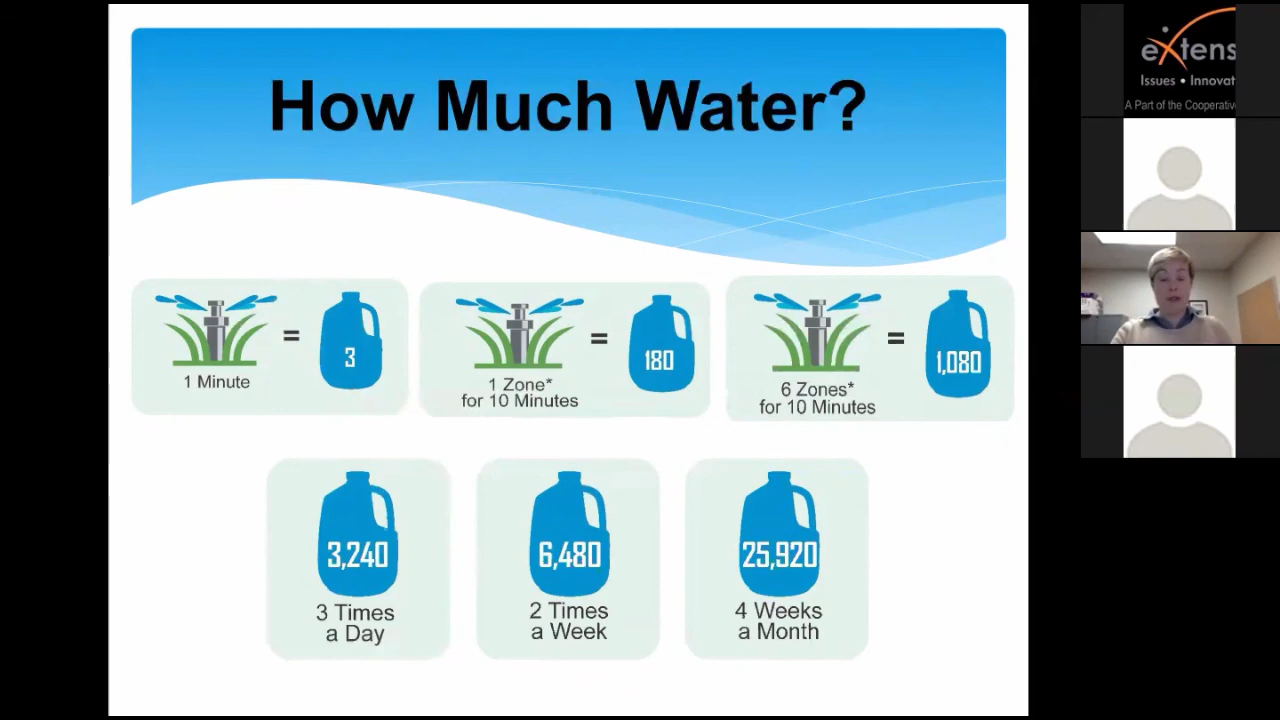 How Much Water?
=
3
1 Minute
=
180
1 Zone*
for 10 Minutes
=
1,080
6 Zones*
for 10 Minutes
3,240
3 Times
a Day
6,480
2 Times
a Week
25,920
4 Weeks
a Month
eXtens
Issues • Innovat
A Part of the Cooperative